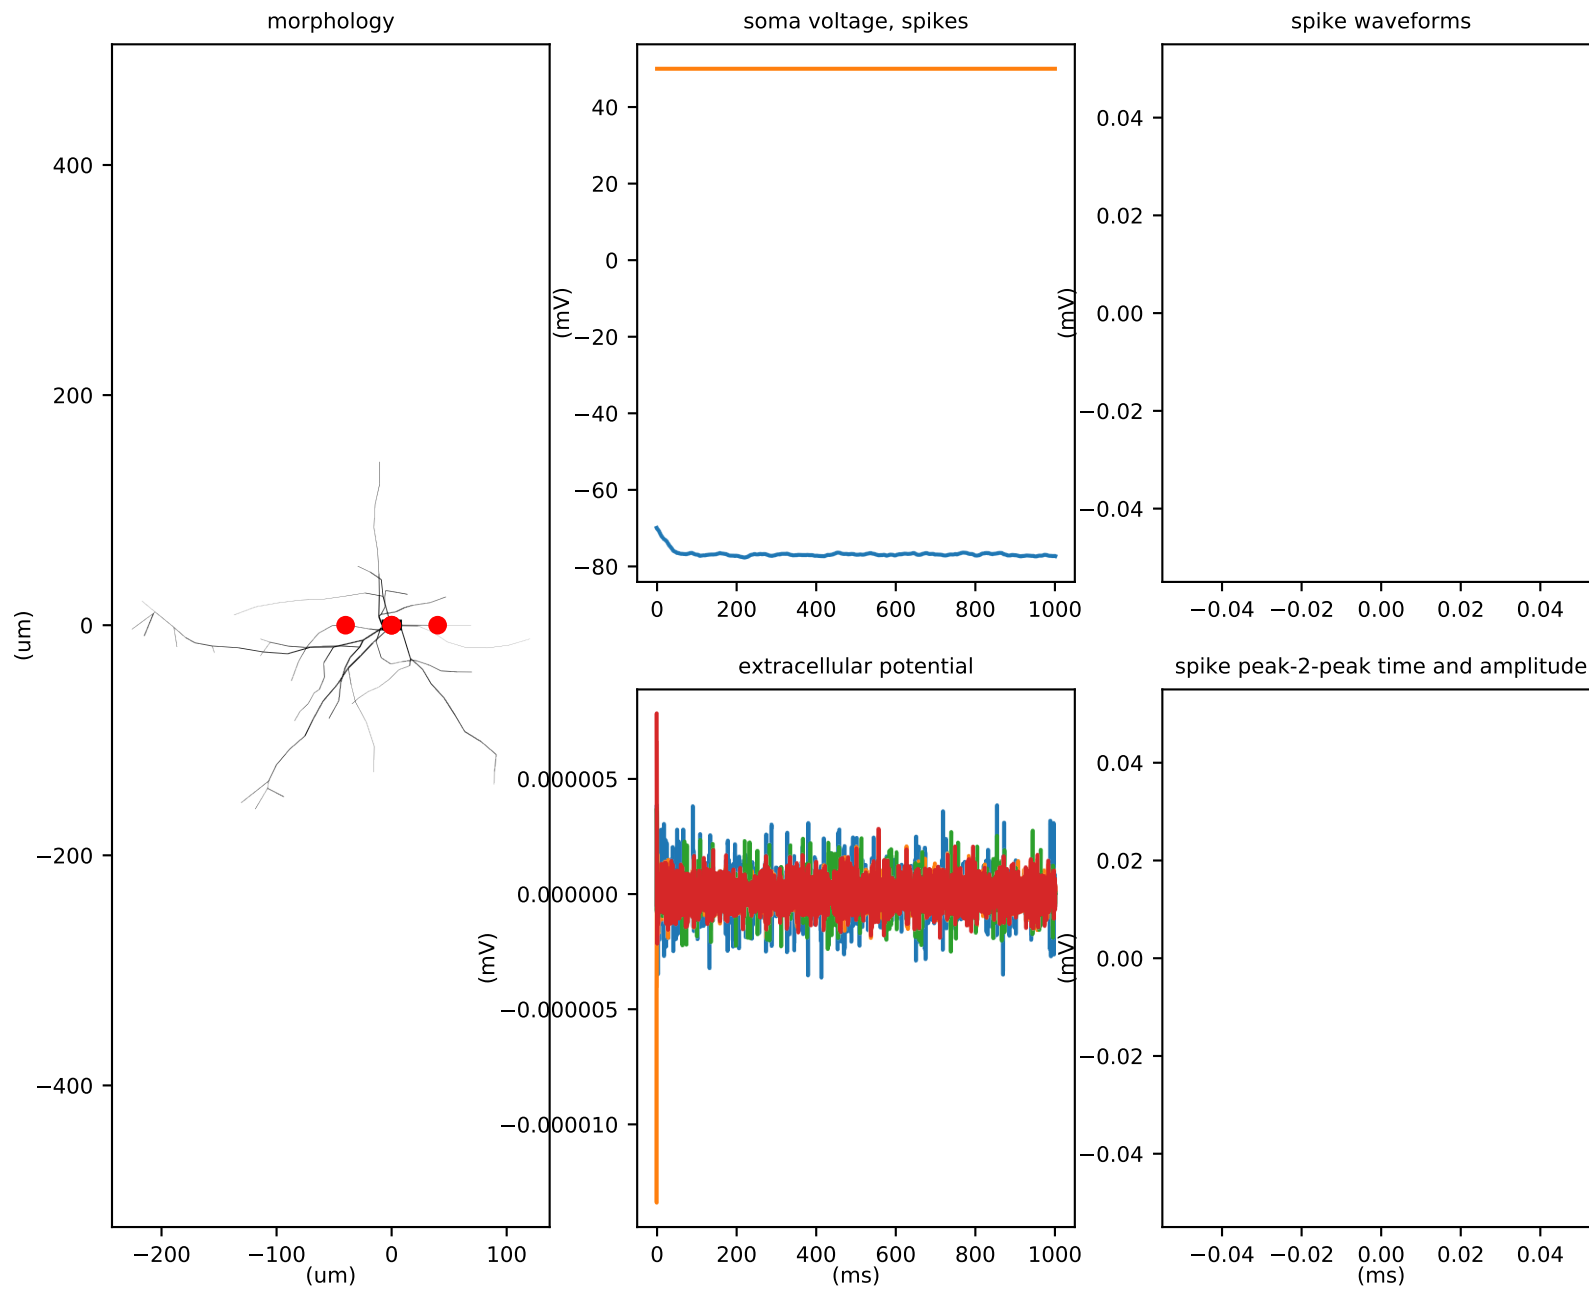 morphology
400
200
0
−200
−400
(um)
−200 −100 0 100
(um)
soma voltage, spikes
40
20
0
−20
−40
−60
−80
(mV)
0 200 400 600 800 1000
spike waveforms
0.04
0.02
0.00
−0.02
−0.04
(mV)
−0.04 −0.02 0.00 0.02 0.04
extracellular potential
0.000005
0.000000
−0.000005
−0.000010
(mV)
0 200 400 600 800 1000
(ms)
spike peak-2-peak time and amplitude
0.04
0.02
0.00
−0.02
−0.04
(mV)
−0.04 −0.02 0.00 0.02 0.04
(ms)